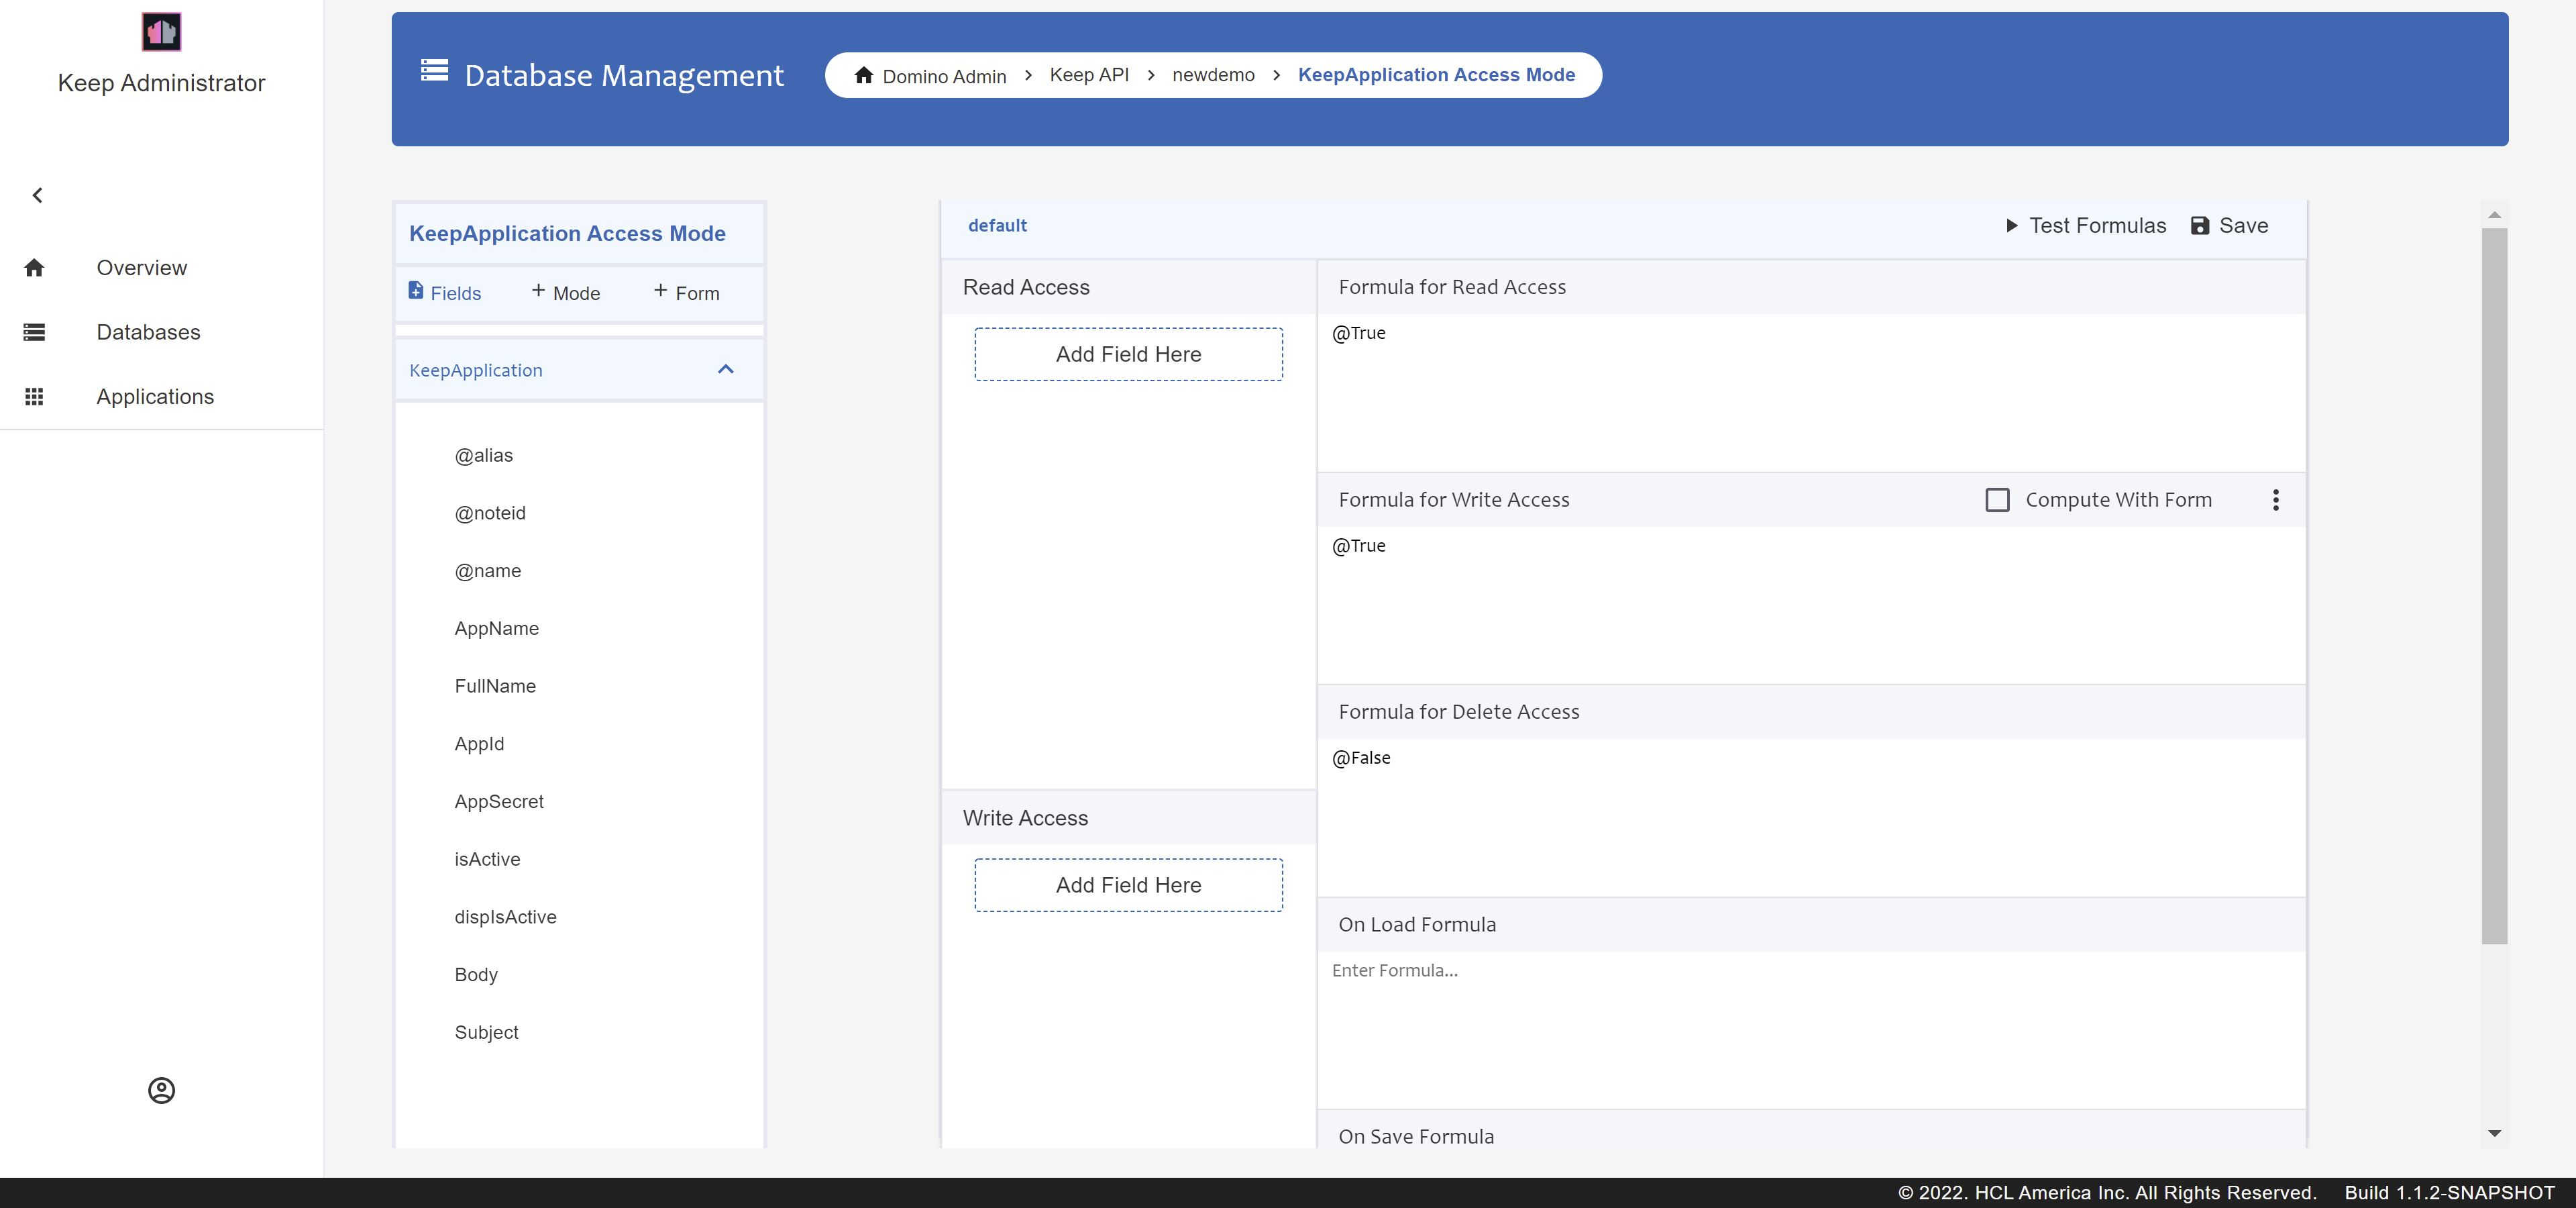 Keep Administrator
Overview
Databases
Applications
Database Management
Domino Admin > Keep API > newdemo > KeepApplication Access Mode
KeepApplication Access Mode
Fields + Mode + Form
KeepApplication
@alias
@noteid
@name
AppName
FullName
AppId
AppSecret
isActive
dispIsActive
Body
Subject
default Test Formulas Save
Read Access
Add Field Here
Write Access
Add Field Here
Formula for Read Access
@True
Formula for Write Access Compute With Form
@True
Formula for Delete Access
@False
On Load Formula
Enter Formula...
On Save Formula
© 2022. HCL America Inc. All Rights Reserved. Build 1.1.2-SNAPSHOT